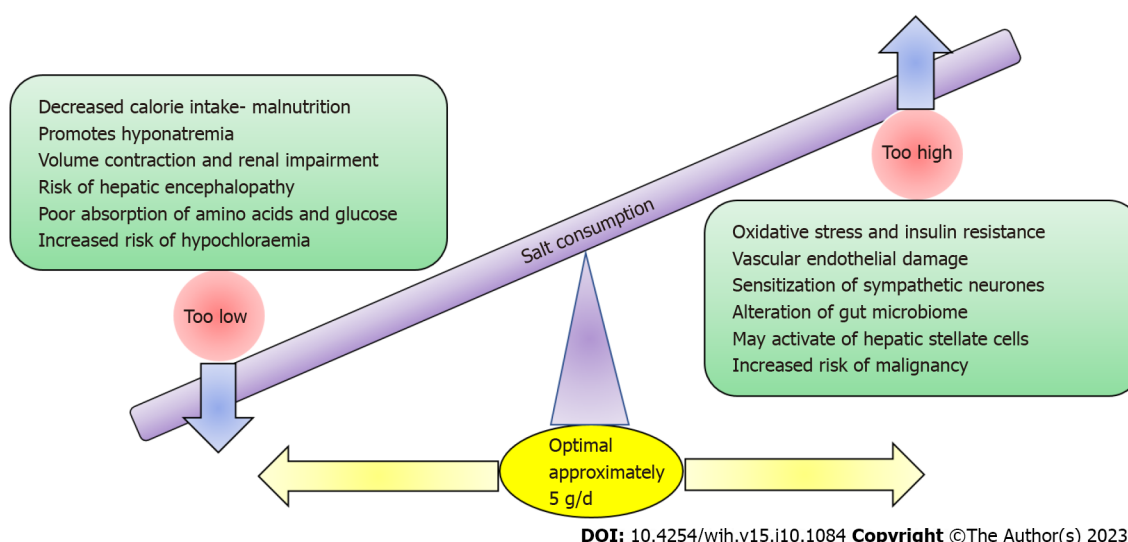 Decreased calorie intake- malnutrition
Promotes hyponatremia
Volume contraction and renal impairment
Risk of hepatic encephalopathy
Poor absorption of amino acids and glucose
Increased risk of hypochloraemia
Too low
Salt consumption
Too high
Oxidative stress and insulin resistance
Vascular endothelial damage
Sensitization of sympathetic neurones
Alteration of gut microbiome
May activate of hepatic stellate cells
Increased risk of malignancy
Optimal
approximately
5 g/d
DOI: 10.4254/wjh.v15.i10.1084 Copyright ©The Author(s) 2023